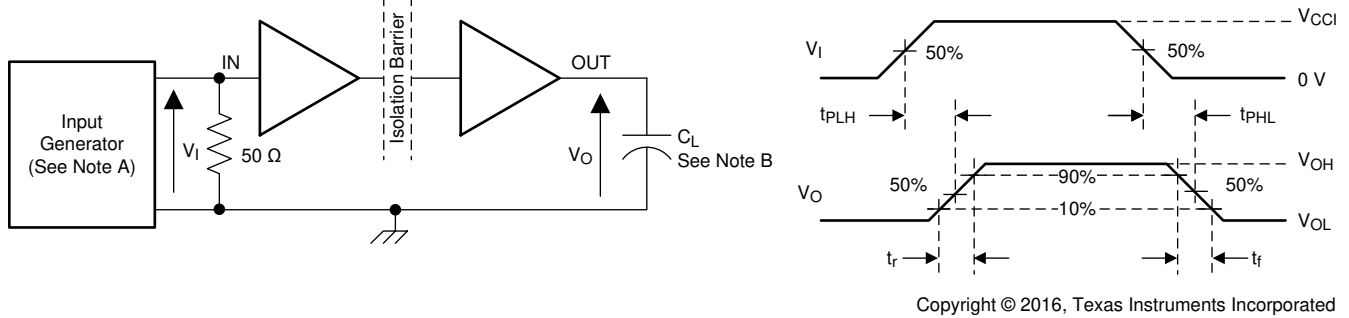 Input
Generator
(See Note A)
IN
V_I
50 Ω
Isolation Barrier
OUT
V_O
C_L
See Note B
V_I
50%
50%
V_CCI
0 V
t_PLH
t_PHL
V_O
50%
90%
10%
50%
V_OH
V_OL
t_r
t_f
Copyright © 2016, Texas Instruments Incorporated